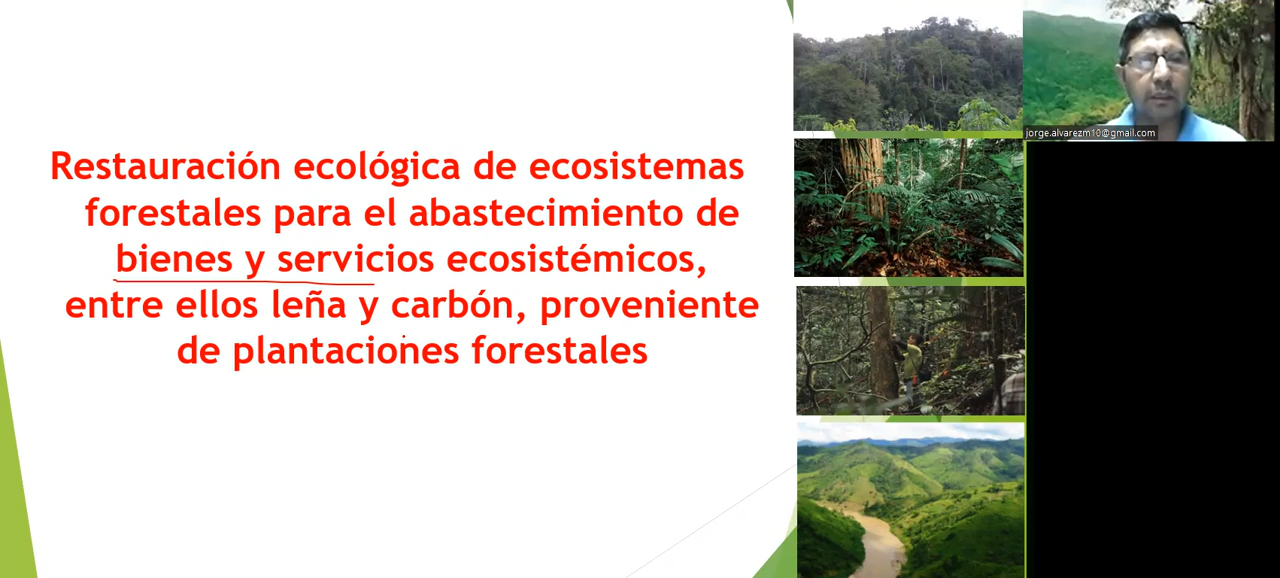 Restauración ecológica de ecosistemas
forestales para el abastecimiento de
bienes y servicios ecosistémicos,
entre ellos leña y carbón, proveniente
de plantaciones forestales
jorge.alvarezm10@gmail.com